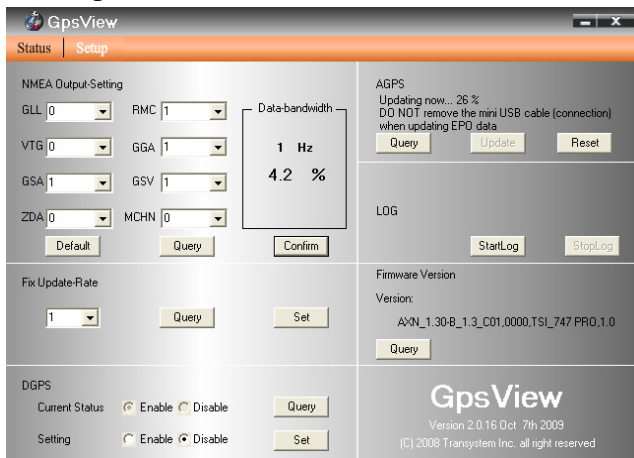 GpsView
Status Setup
NMEA Output-Setting
GLL 0 RMC 1
VTG 0 GGA 1
GSA 1 GSV 1
ZDA 0 MCHN 0
Data-bandwidth
1 Hz
4.2 %
Default Query Confirm
Fix Update-Rate
1 Query Set
DGPS
Current Status Enable Disable Query
Setting Enable Disable Set
AGPS
Updating now... 26 %
DO NOT remove the mini USB cable (connection)
when updating EPO data
Query Update Reset
LOG
StartLog StopLog
Firmware Version
Version:
AXN_1.30-B_1.3_C01,0000,TSI_747 PRO,1.0
Query
GpsView
Version 2.0.16 Oct 7th 2009
(C) 2008 Transystem Inc. all right reserved